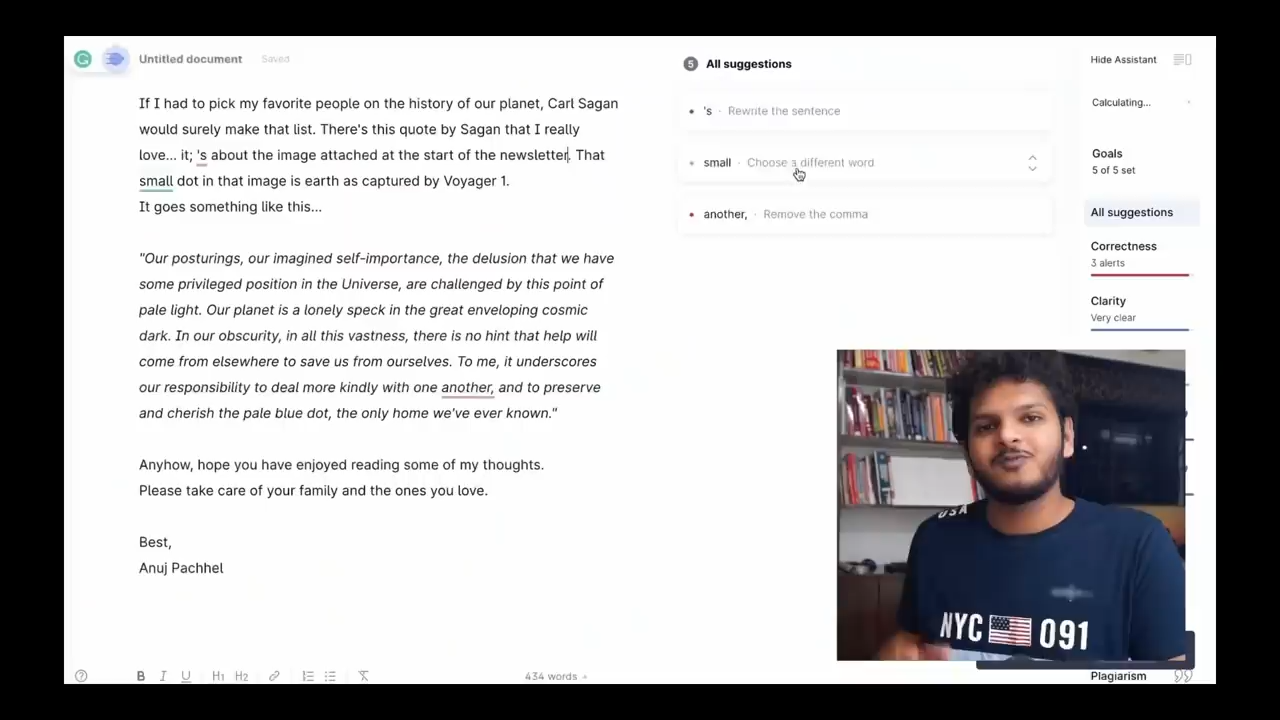 Untitled document
Saved
If I had to pick my favorite people on the history of our planet, Carl Sagan
would surely make that list. There's this quote by Sagan that I really
love... it; 's about the image attached at the start of the newsletter. That
small dot in that image is earth as captured by Voyager 1.
It goes something like this...
"Our posturings, our imagined self-importance, the delusion that we have
some privileged position in the Universe, are challenged by this point of
pale light. Our planet is a lonely speck in the great enveloping cosmic
dark. In our obscurity, in all this vastness, there is no hint that help will
come from elsewhere to save us from ourselves. To me, it underscores
our responsibility to deal more kindly with one another, and to preserve
and cherish the pale blue dot, the only home we've ever known."
Anyhow, hope you have enjoyed reading some of my thoughts.
Please take care of your family and the ones you love.
Best,
Anuj Pachhel
B I U H1 H2
434 words
5 All suggestions
's · Rewrite the sentence
small · Choose a different word
another, · Remove the comma
Hide Assistant
Calculating...
Goals
5 of 5 set
All suggestions
Correctness
3 alerts
Clarity
Very clear
USA
NYC 091
Plagiarism